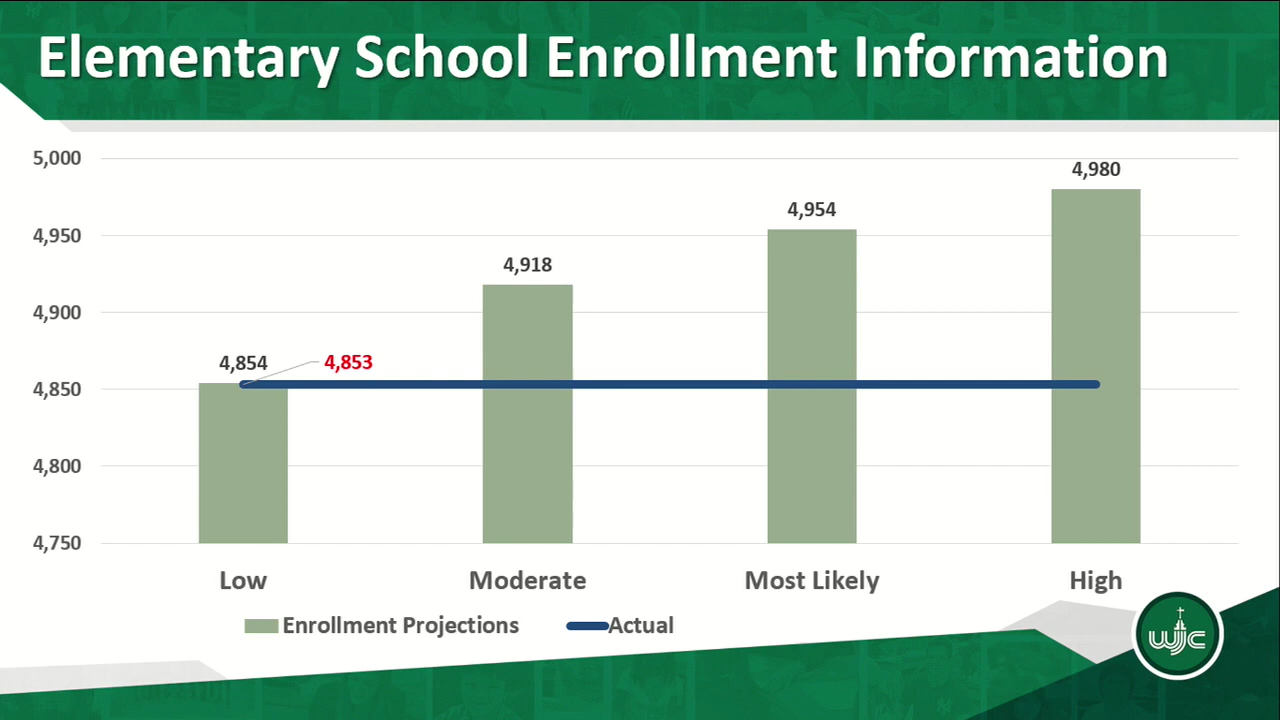 Elementary School Enrollment Information
5,000
4,950
4,900
4,850
4,800
4,750
4,854
4,853
4,918
4,954
4,980
Low
Moderate
Most Likely
High
Enrollment Projections
Actual
WJC